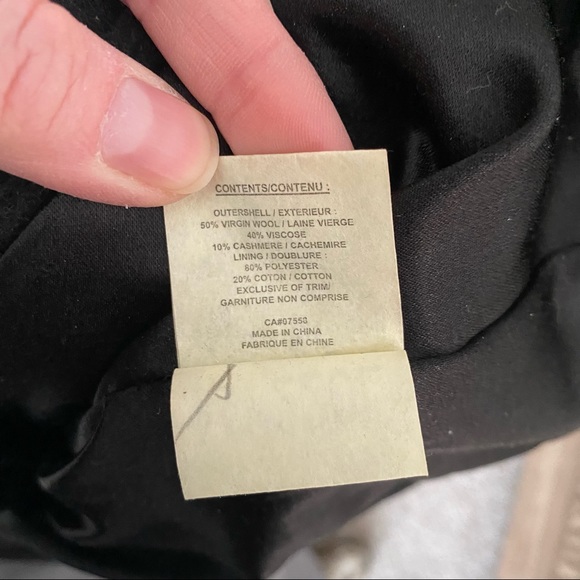 CONTENTS/CONTENU :
OUTERSHELL / EXTERIEUR :
50% VIRGIN WOOL / LAINE VIERGE
40% VISCOSE
10% CASHMERE / CACHEMIRE
LINING / DOUBLURE :
80% POLYESTER
20% COTON / COTTON
EXCLUSIVE OF TRIM/
GARNITURE NON COMPRISE
CA#07550
MADE IN CHINA
FABRIQUE EN CHINE